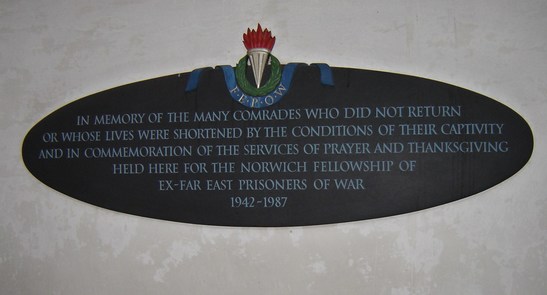 F.E.P.O.W
IN MEMORY OF THE MANY COMRADES WHO DID NOT RETURN
OR WHOSE LIVES WERE SHORTENED BY THE CONDITIONS OF THEIR CAPTIVITY
AND IN COMMEMORATION OF THE SERVICES OF PRAYER AND THANKSGIVING
HELD HERE FOR THE NORWICH FELLOWSHIP OF
EX-FAR EAST PRISONERS OF WAR
1942-1987